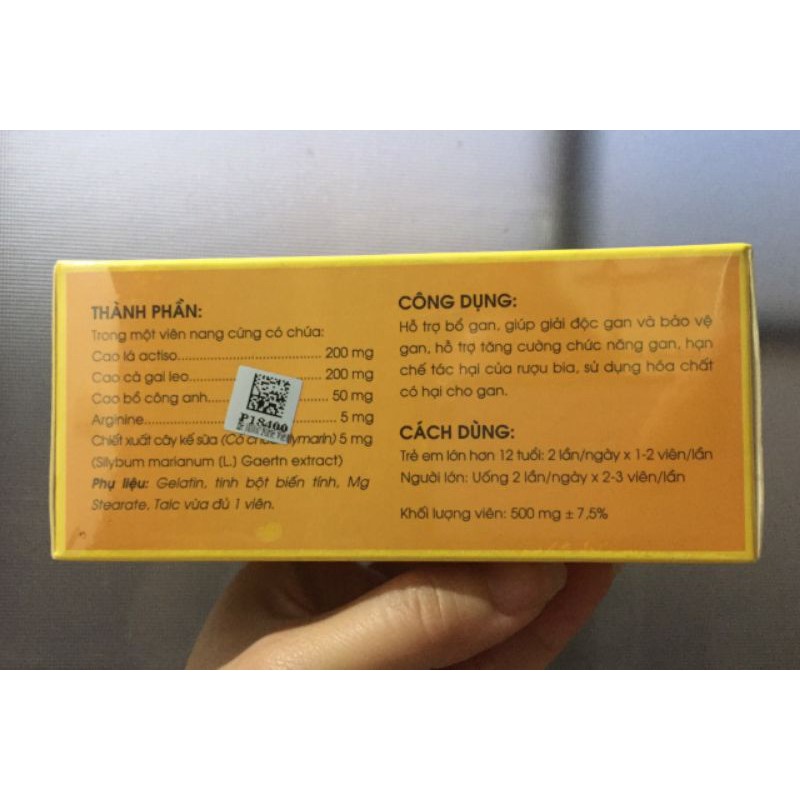 THÀNH PHẦN:
Trong một viên nang cứng có chứa:
Cao lá actiso........................ 200 mg
Cao cà gai leo........................ 200 mg
Cao bồ công anh 50 mg
Arginine........................ 5 mg
Chiết xuất cây kế sữa (Có 5 mg
(Silybum marianum (L.) Gaertn extract)
Phụ liệu: Gelatin, tinh bột biến tính, Mg
Stearate, Talc vừa đủ 1 viên.
P18400
CÔNG DỤNG:
Hỗ trợ bổ gan, giúp giải độc gan và bảo vệ
gan, hỗ trợ tăng cường chức năng gan, hạn
chế tác hại của rượu bia, sử dụng hóa chất
có hại cho gan.
CÁCH DÙNG:
Trẻ em lớn hơn 12 tuổi: 2 lần/ngày x 1-2 viên/lần
Người lớn: Uống 2 lần/ngày x 2-3 viên/lần
Khối lượng viên: 500 mg ± 7,5%